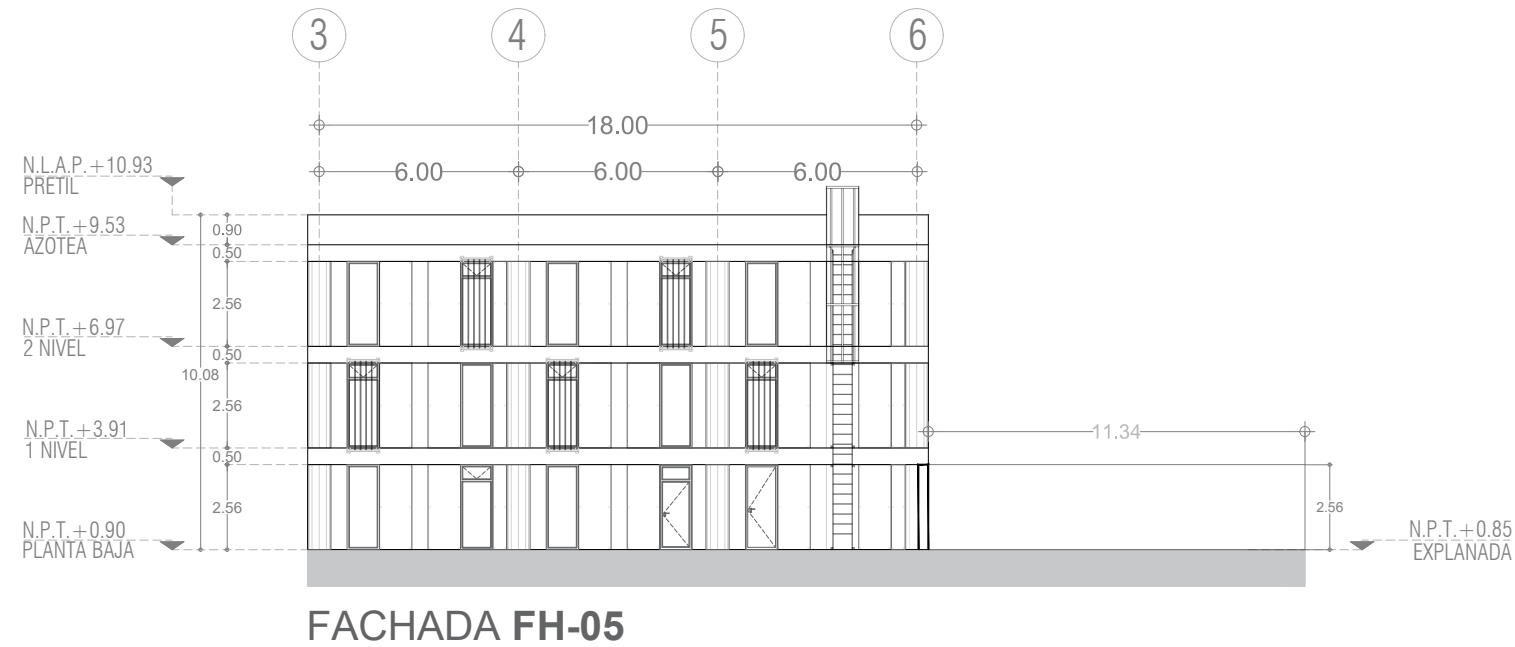 3 4 5 6
18.00
6.00 6.00 6.00
N.L.A.P.+10.93
PRETIL
N.P.T.+9.53
AZOTEA
0.90
0.50
2.56
N.P.T.+6.97
2 NIVEL
0.50
10.08
2.56
N.P.T.+3.91
1 NIVEL
0.50
11.34
2.56
2.56
N.P.T.+0.90
PLANTA BAJA
N.P.T.+0.85
EXPLANADA
FACHADA FH-05